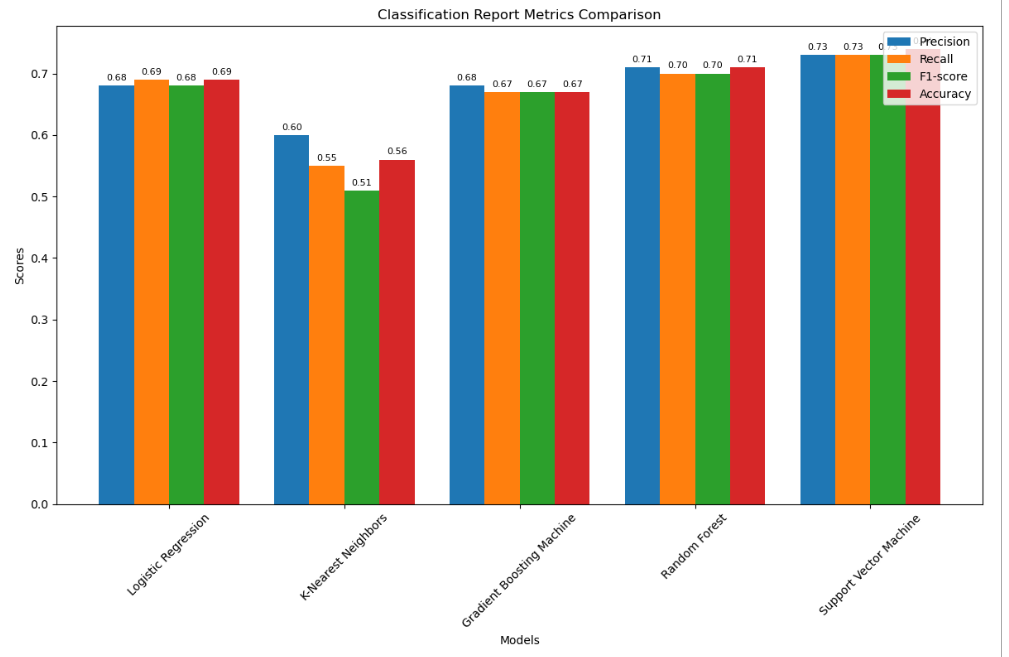 Classification Report Metrics Comparison
Precision
Recall
F1-score
Accuracy
0.68 0.69 0.68 0.69
0.60 0.55 0.51 0.56
0.68 0.67 0.67 0.67
0.71 0.70 0.70 0.71
0.73 0.73
0.7
0.6
0.5
0.4
0.3
0.2
0.1
0.0
Scores
Logistic Regression
K-Nearest Neighbors
Gradient Boosting Machine
Random Forest
Support Vector Machine
Models